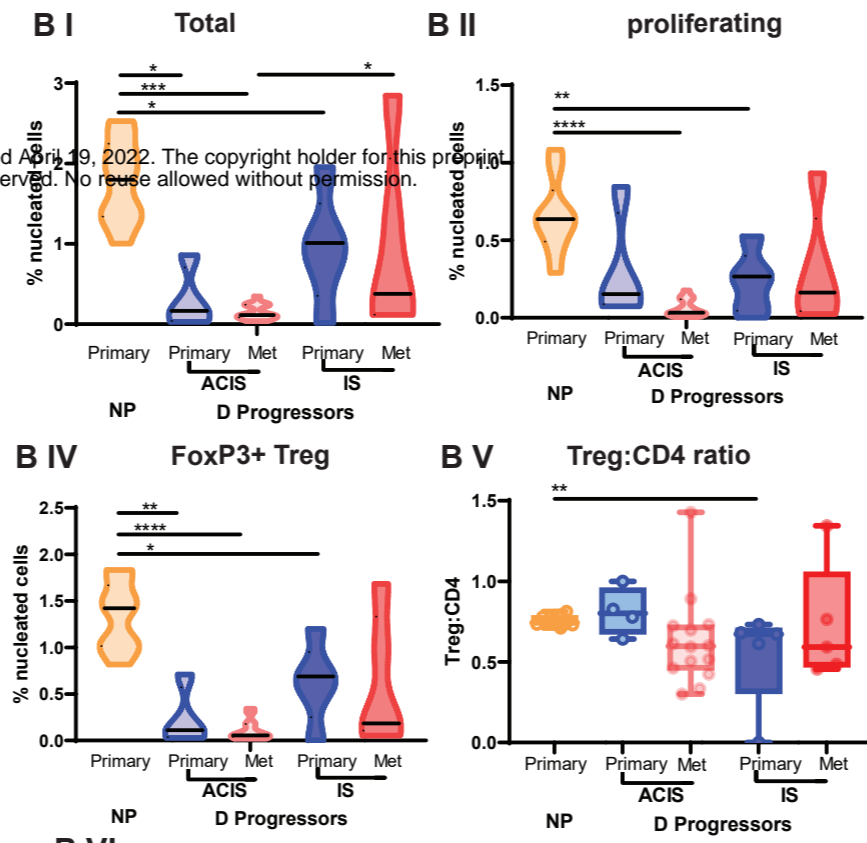 B I Total
* *
***
*
3
2
1
0
% nucleated cells
Primary Primary Met Primary Met
ACIS IS
NP D Progressors
B II proliferating
**
****
1.5
1.0
0.5
0.0
% nucleated cells
Primary Primary Met Primary Met
ACIS IS
NP D Progressors
d April 19, 2022. The copyright holder for this preprint
erved. No reuse allowed without permission.
B IV FoxP3+ Treg
**
****
*
2.5
2.0
1.5
1.0
0.5
0.0
% nucleated cells
Primary Primary Met Primary Met
ACIS IS
NP D Progressors
B V Treg:CD4 ratio
**
1.5
1.0
0.5
0.0
Treg:CD4
Primary Primary Met Primary Met
ACIS IS
NP D Progressors